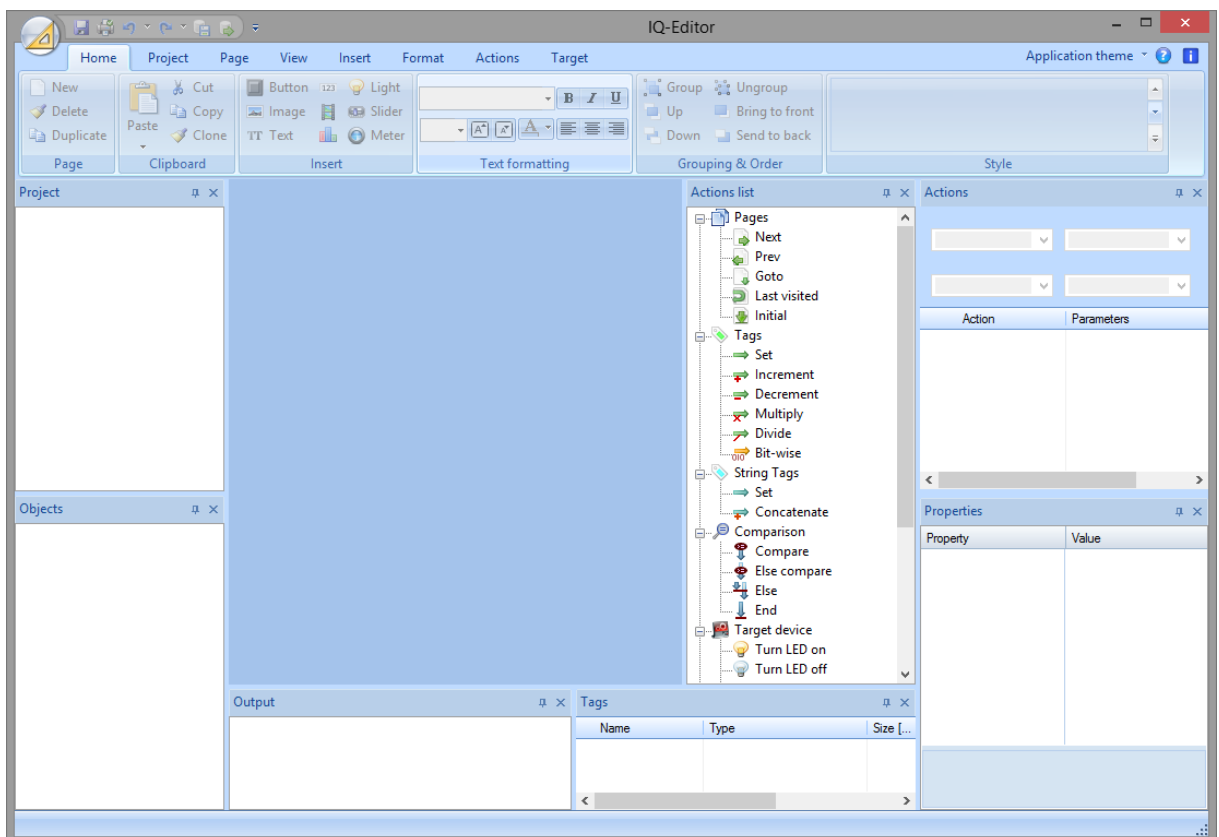 IQ-Editor
Home Project Page View Insert Format Actions Target Application theme
New Cut Button 123 Light B I U Group Ungroup
Delete Copy Image Slider Up Bring to front
Duplicate Paste Clone TT Text Meter A A A Down Send to back
Page Clipboard Insert Text formatting Grouping & Order Style
Project
Objects
Actions list
Pages
Next
Prev
Goto
Last visited
Initial
Tags
Set
Increment
Decrement
Multiply
Divide
010 Bit-wise
String Tags
Set
Concatenate
Comparison
Compare
Else compare
Else
End
Target device
Turn LED on
Turn LED off
Actions
Action Parameters
Properties
Property Value
Output
Tags
Name Type Size [...